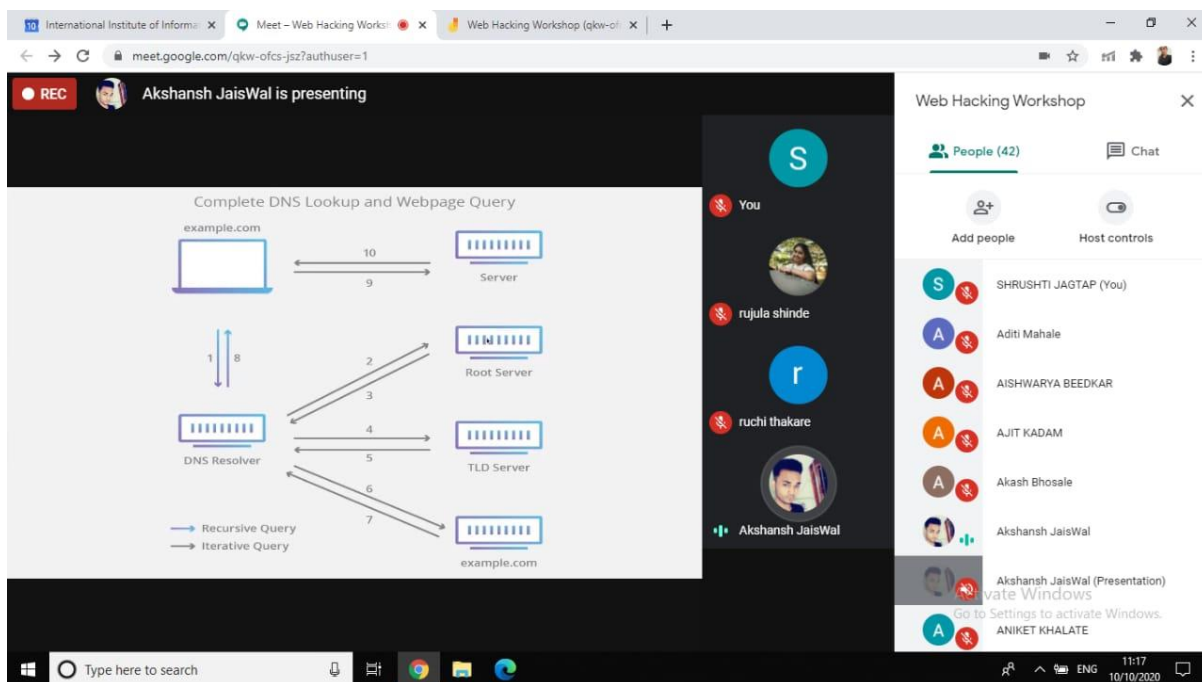 International Institute of Informa
Meet – Web Hacking Worksh
Web Hacking Workshop (qkw-ofc
meet.google.com/qkw-ofcs-jsz?authuser=1
REC
Akshansh JaisWal is presenting
Complete DNS Lookup and Webpage Query
example.com
10
9
Server
1
8
2
3
Root Server
DNS Resolver
4
5
TLD Server
6
7
Recursive Query
Iterative Query
example.com
S
You
rujula shinde
r
ruchi thakare
Akshansh JaisWal
Web Hacking Workshop
People (42)
Chat
Add people
Host controls
S
SHRUSHTI JAGTAP (You)
A
Aditi Mahale
A
AISHWARYA BEEDKAR
A
AJIT KADAM
A
Akash Bhosale
Akshansh JaisWal
Akshansh JaisWal (Presentation)
Activate Windows
Go to Settings to activate Windows.
A
ANIKET KHALATE
Type here to search
ENG
11:17
10/10/2020